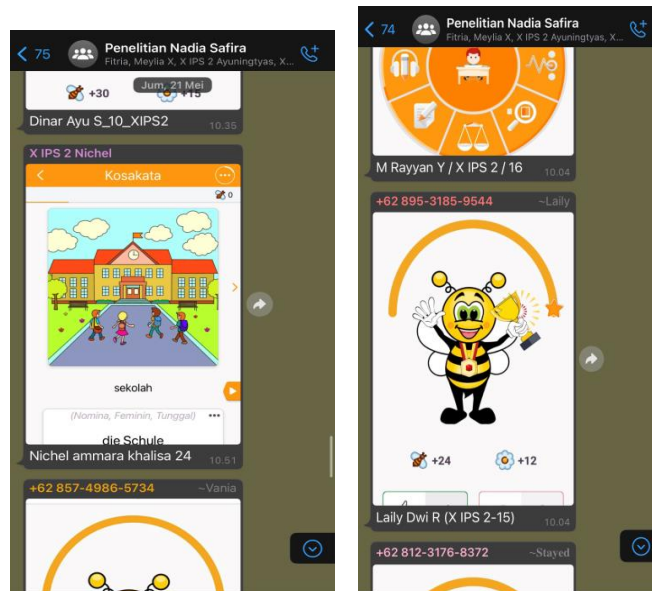 75
Penelitian Nadia Safira
Fitria, Meylia X, X IPS 2 Ayuningtyas, X...
+30
+15
Jum, 21 Mei
Dinar Ayu S_10_XIPS2
10.35
X IPS 2 Nichel
Kosakata
0
sekolah
(Nomina, Feminin, Tunggal)
die Schule
Nichel ammara khalisa 24
10.51
+62 857-4986-5734
~Vania
74
Penelitian Nadia Safira
Fitria, Meylia X, X IPS 2 Ayuningtyas, X...
M Rayyan Y / X IPS 2 / 16
10.04
+62 895-3185-9544
~Laily
+24
+12
Laily Dwi R (X IPS 2-15)
10.04
+62 812-3176-8372
~Stayed